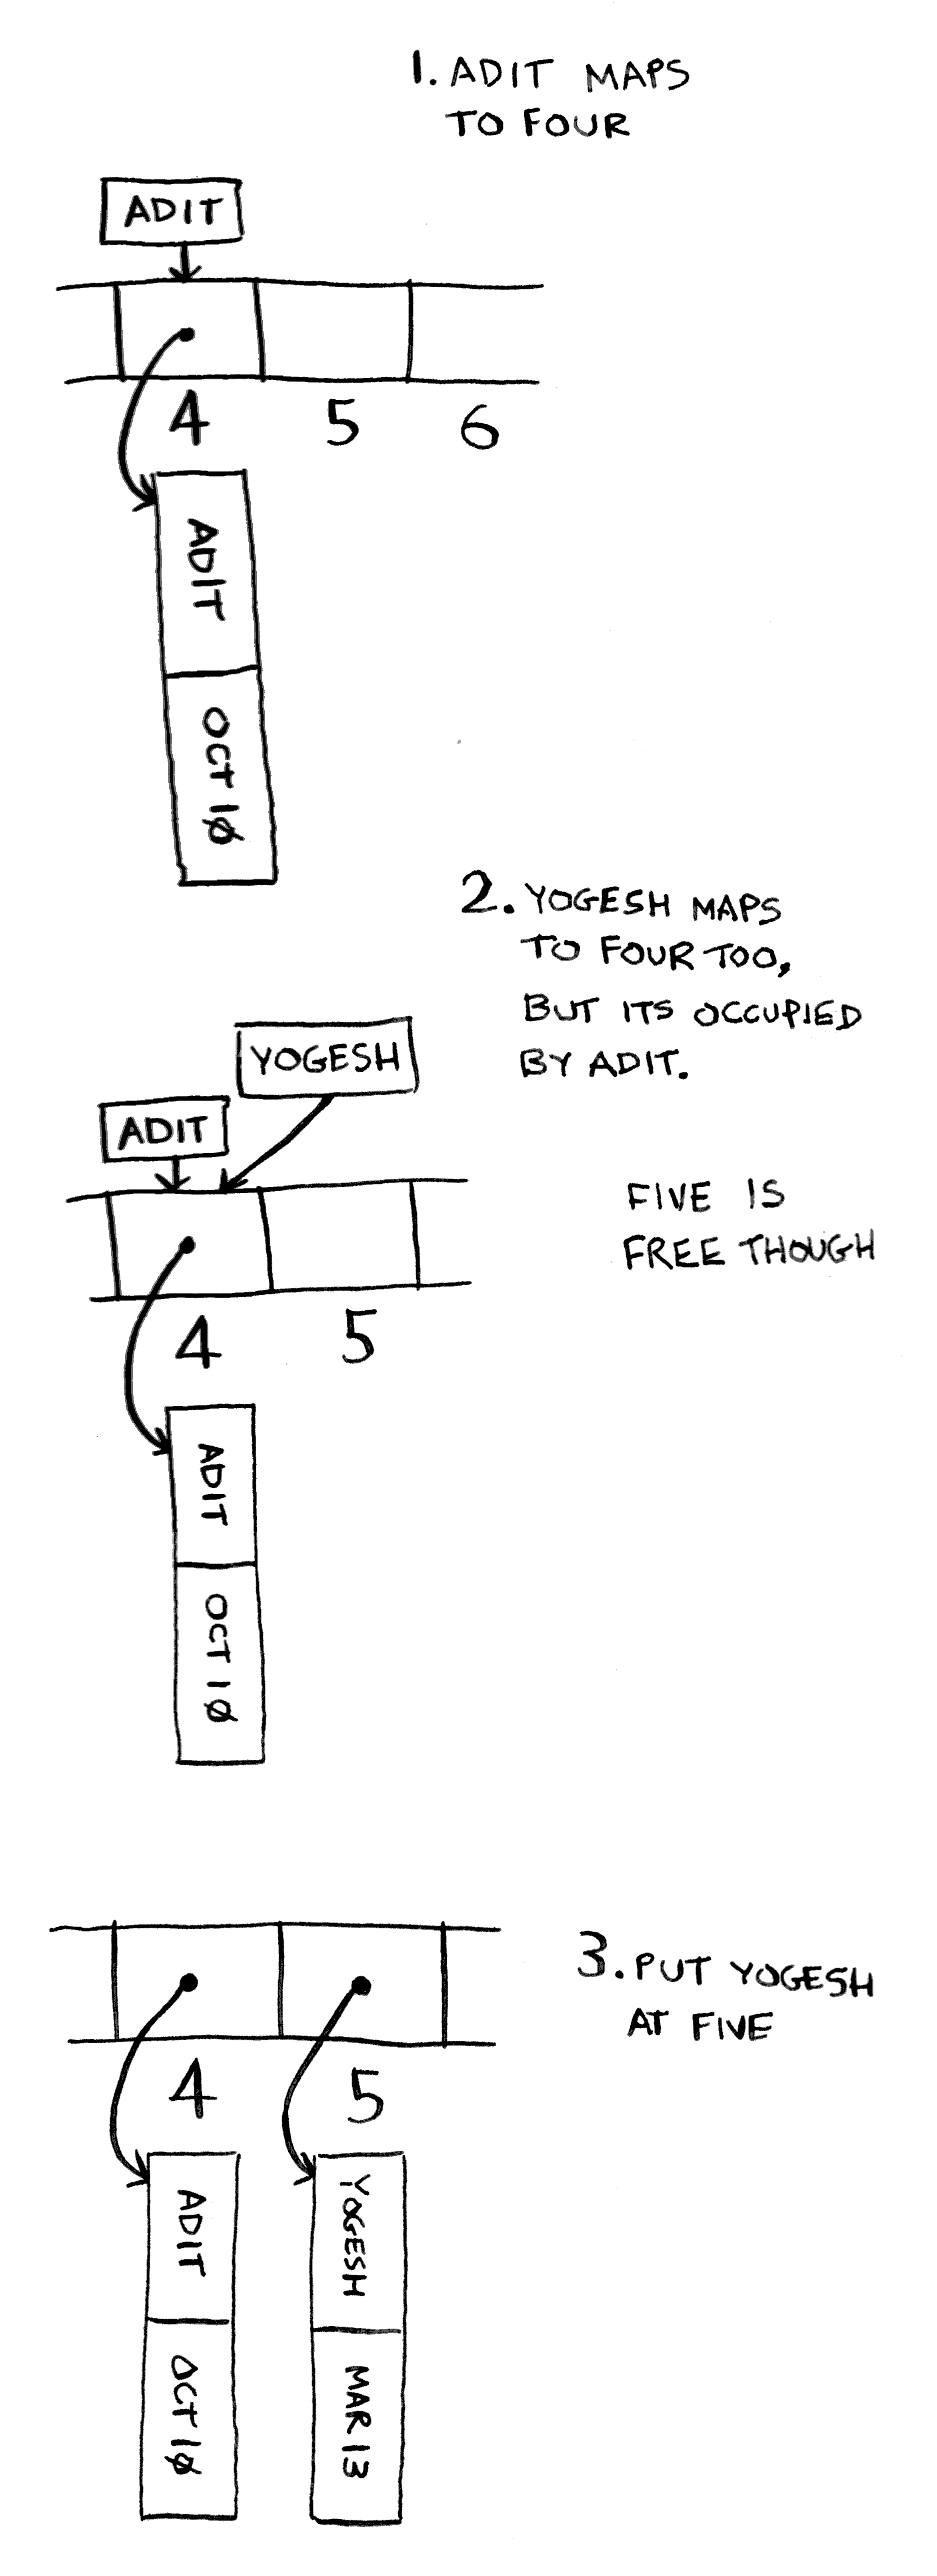 1. ADIT MAPS
TO FOUR
ADIT
4 5 6
ADIT
OCT 10
2. YOGESH MAPS
TO FOUR TOO,
BUT ITS OCCUPIED
BY ADIT.
YOGESH
ADIT
FIVE IS
FREE THOUGH
4 5
ADIT
OCT 10
3. PUT YOGESH
AT FIVE
4 5
ADIT
OCT 10
YOGESH
MAR 13